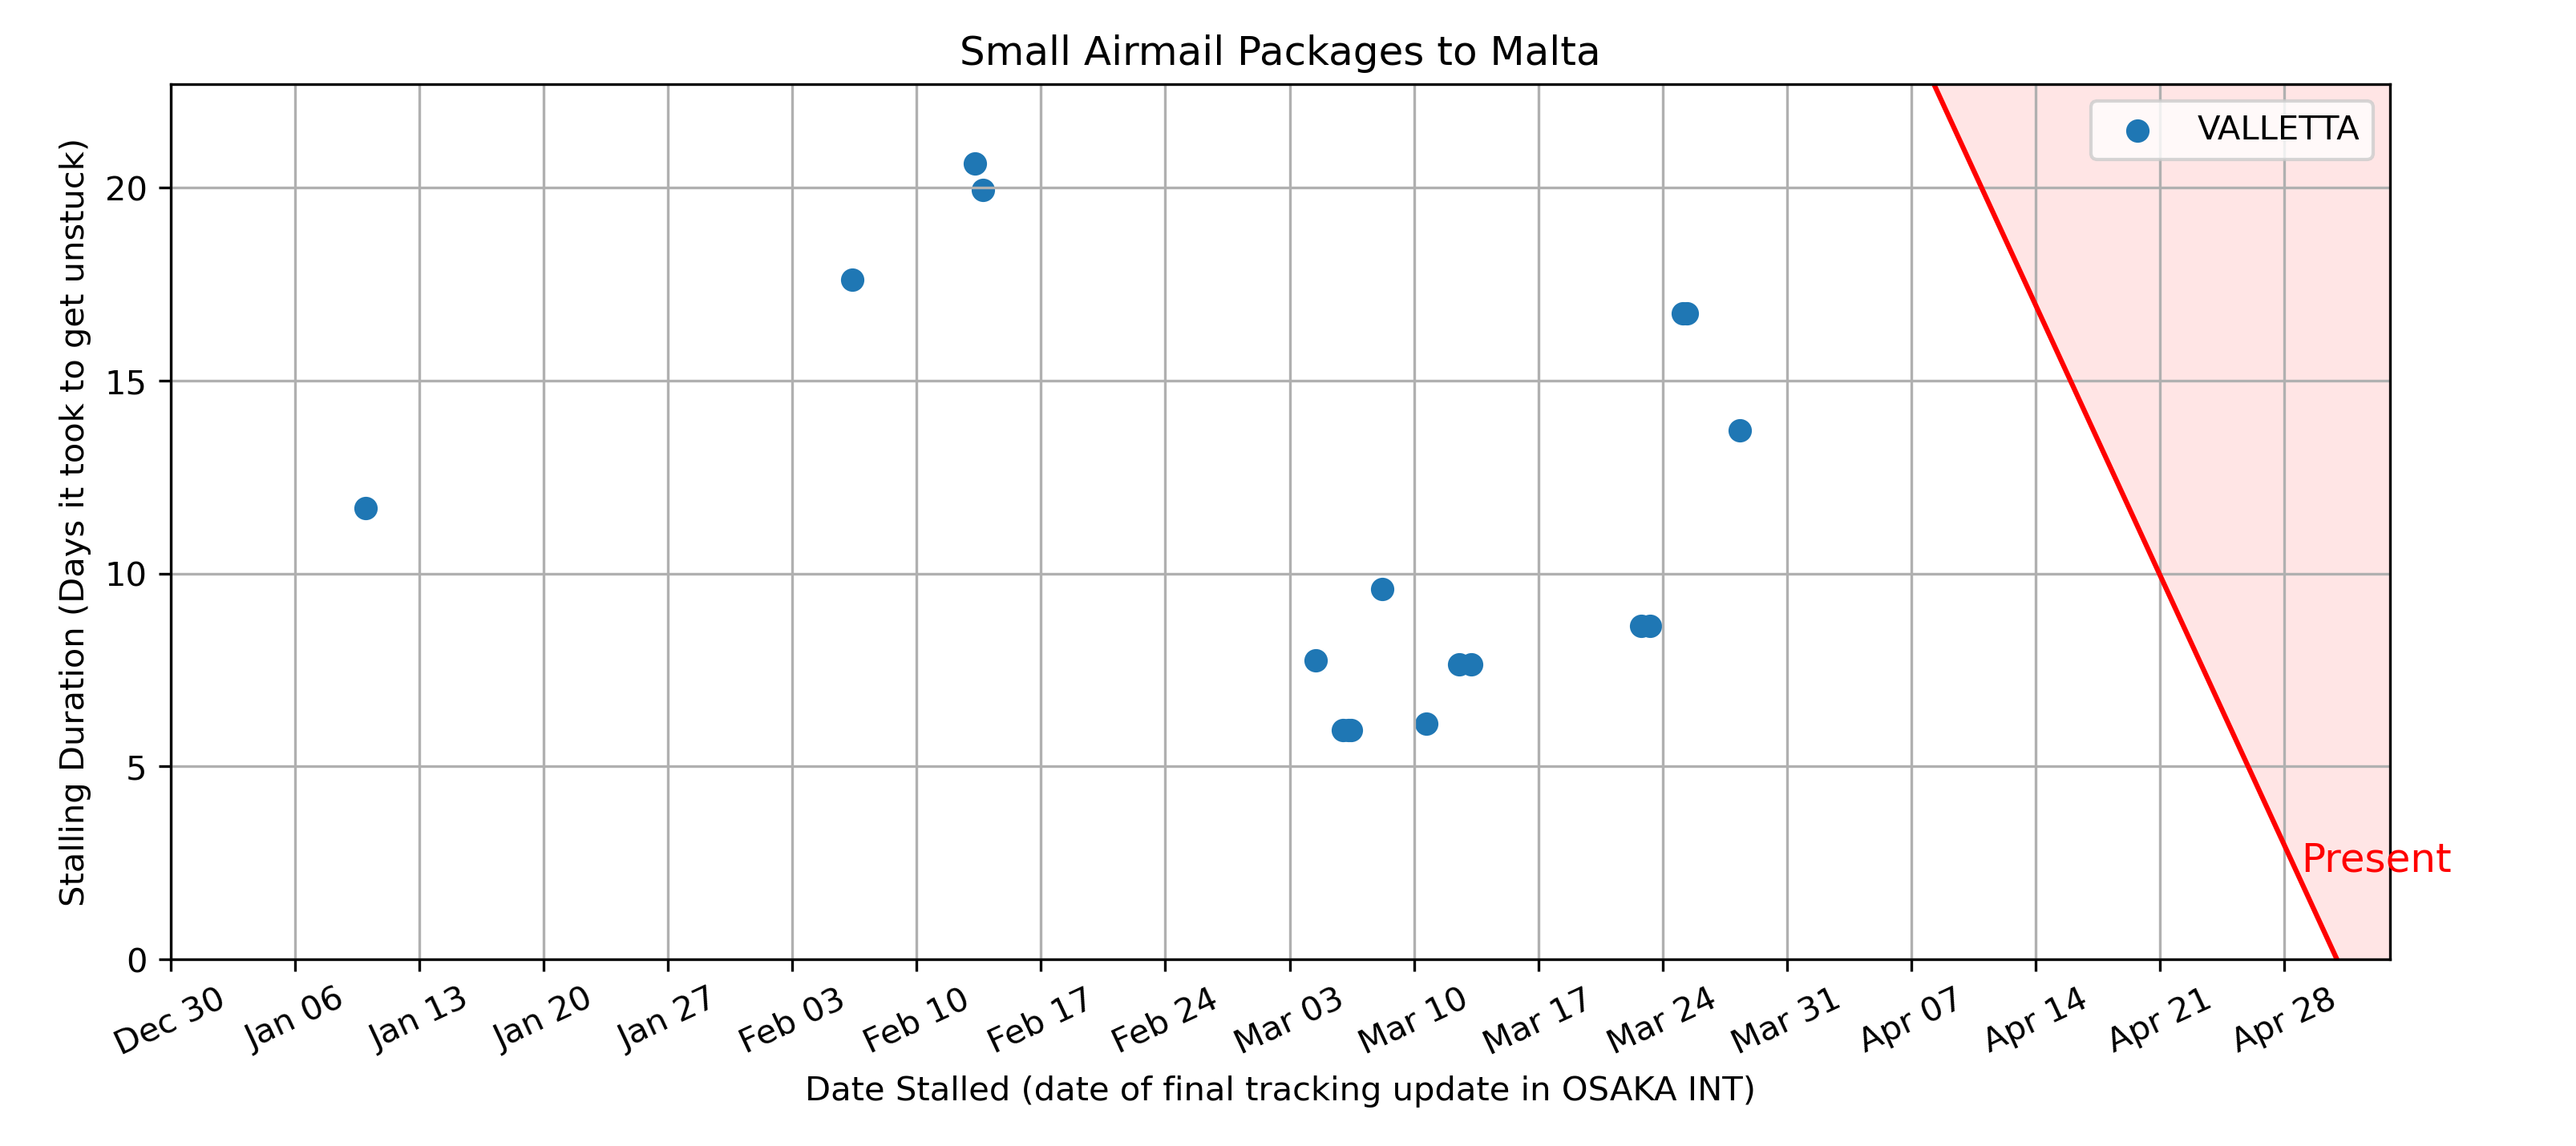 Small Airmail Packages to Malta
VALLETTA
Stalling Duration (Days it took to get unstuck)
20
15
10
5
0
Present
Dec 30
Jan 06
Jan 13
Jan 20
Jan 27
Feb 03
Feb 10
Feb 17
Feb 24
Mar 03
Mar 10
Mar 17
Mar 24
Mar 31
Apr 07
Apr 14
Apr 21
Apr 28
Date Stalled (date of final tracking update in OSAKA INT)